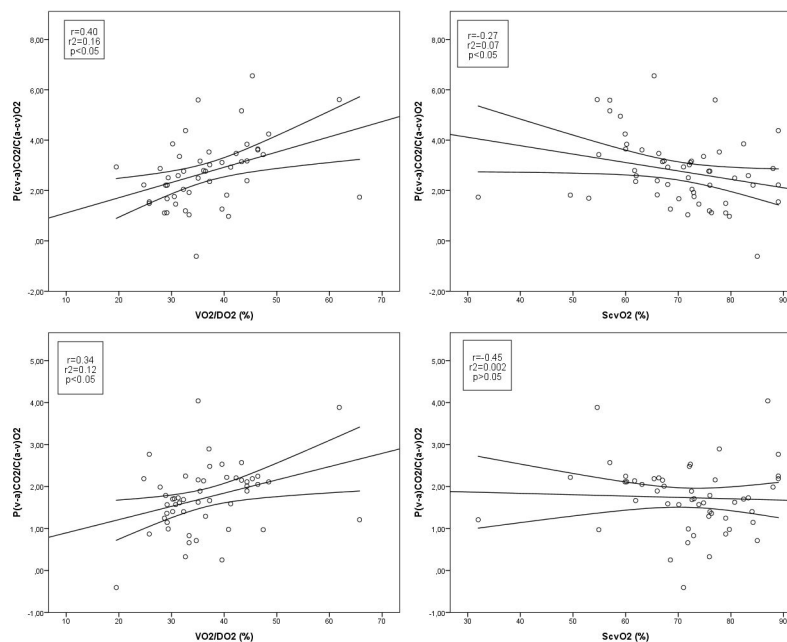 r=0.40
r2=0.16
p<0.05
P(cv-a)CO2/C(a-cv)O2
8,00
6,00
4,00
2,00
,00
-2,00
10 20 30 40 50 60 70
VO2/DO2 (%)
r=-0.27
r2=0.07
p<0.05
P(cv-a)CO2/C(a-cv)O2
8,00
6,00
4,00
2,00
,00
-2,00
30 40 50 60 70 80 90
ScvO2 (%)
r=0.34
r2=0.12
p<0.05
P(v-a)CO2/C(a-v)O2
5,00
4,00
3,00
2,00
1,00
,00
-1,00
10 20 30 40 50 60 70
VO2/DO2 (%)
r=-0.45
r2=0.002
p>0.05
P(v-a)CO2/C(a-v)O2
5,00
4,00
3,00
2,00
1,00
,00
-1,00
30 40 50 60 70 80 90
ScvO2 (%)